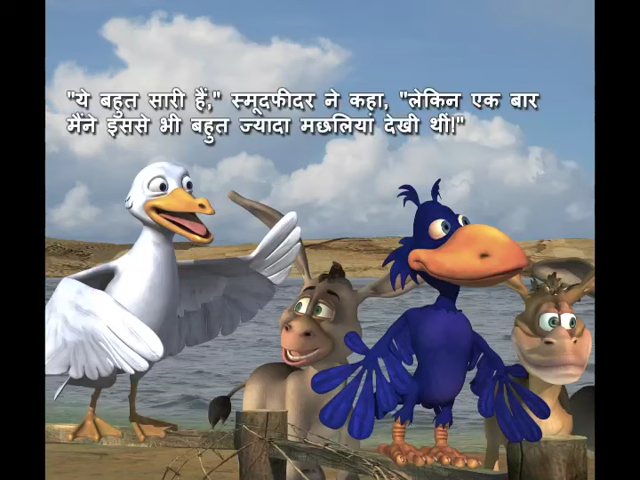 "ये बहुत सारी हैं," स्मूदफीदर ने कहा, "लेकिन एक बार
मैंने इससे भी बहुत ज्यादा मछलियां देखी थीं!"